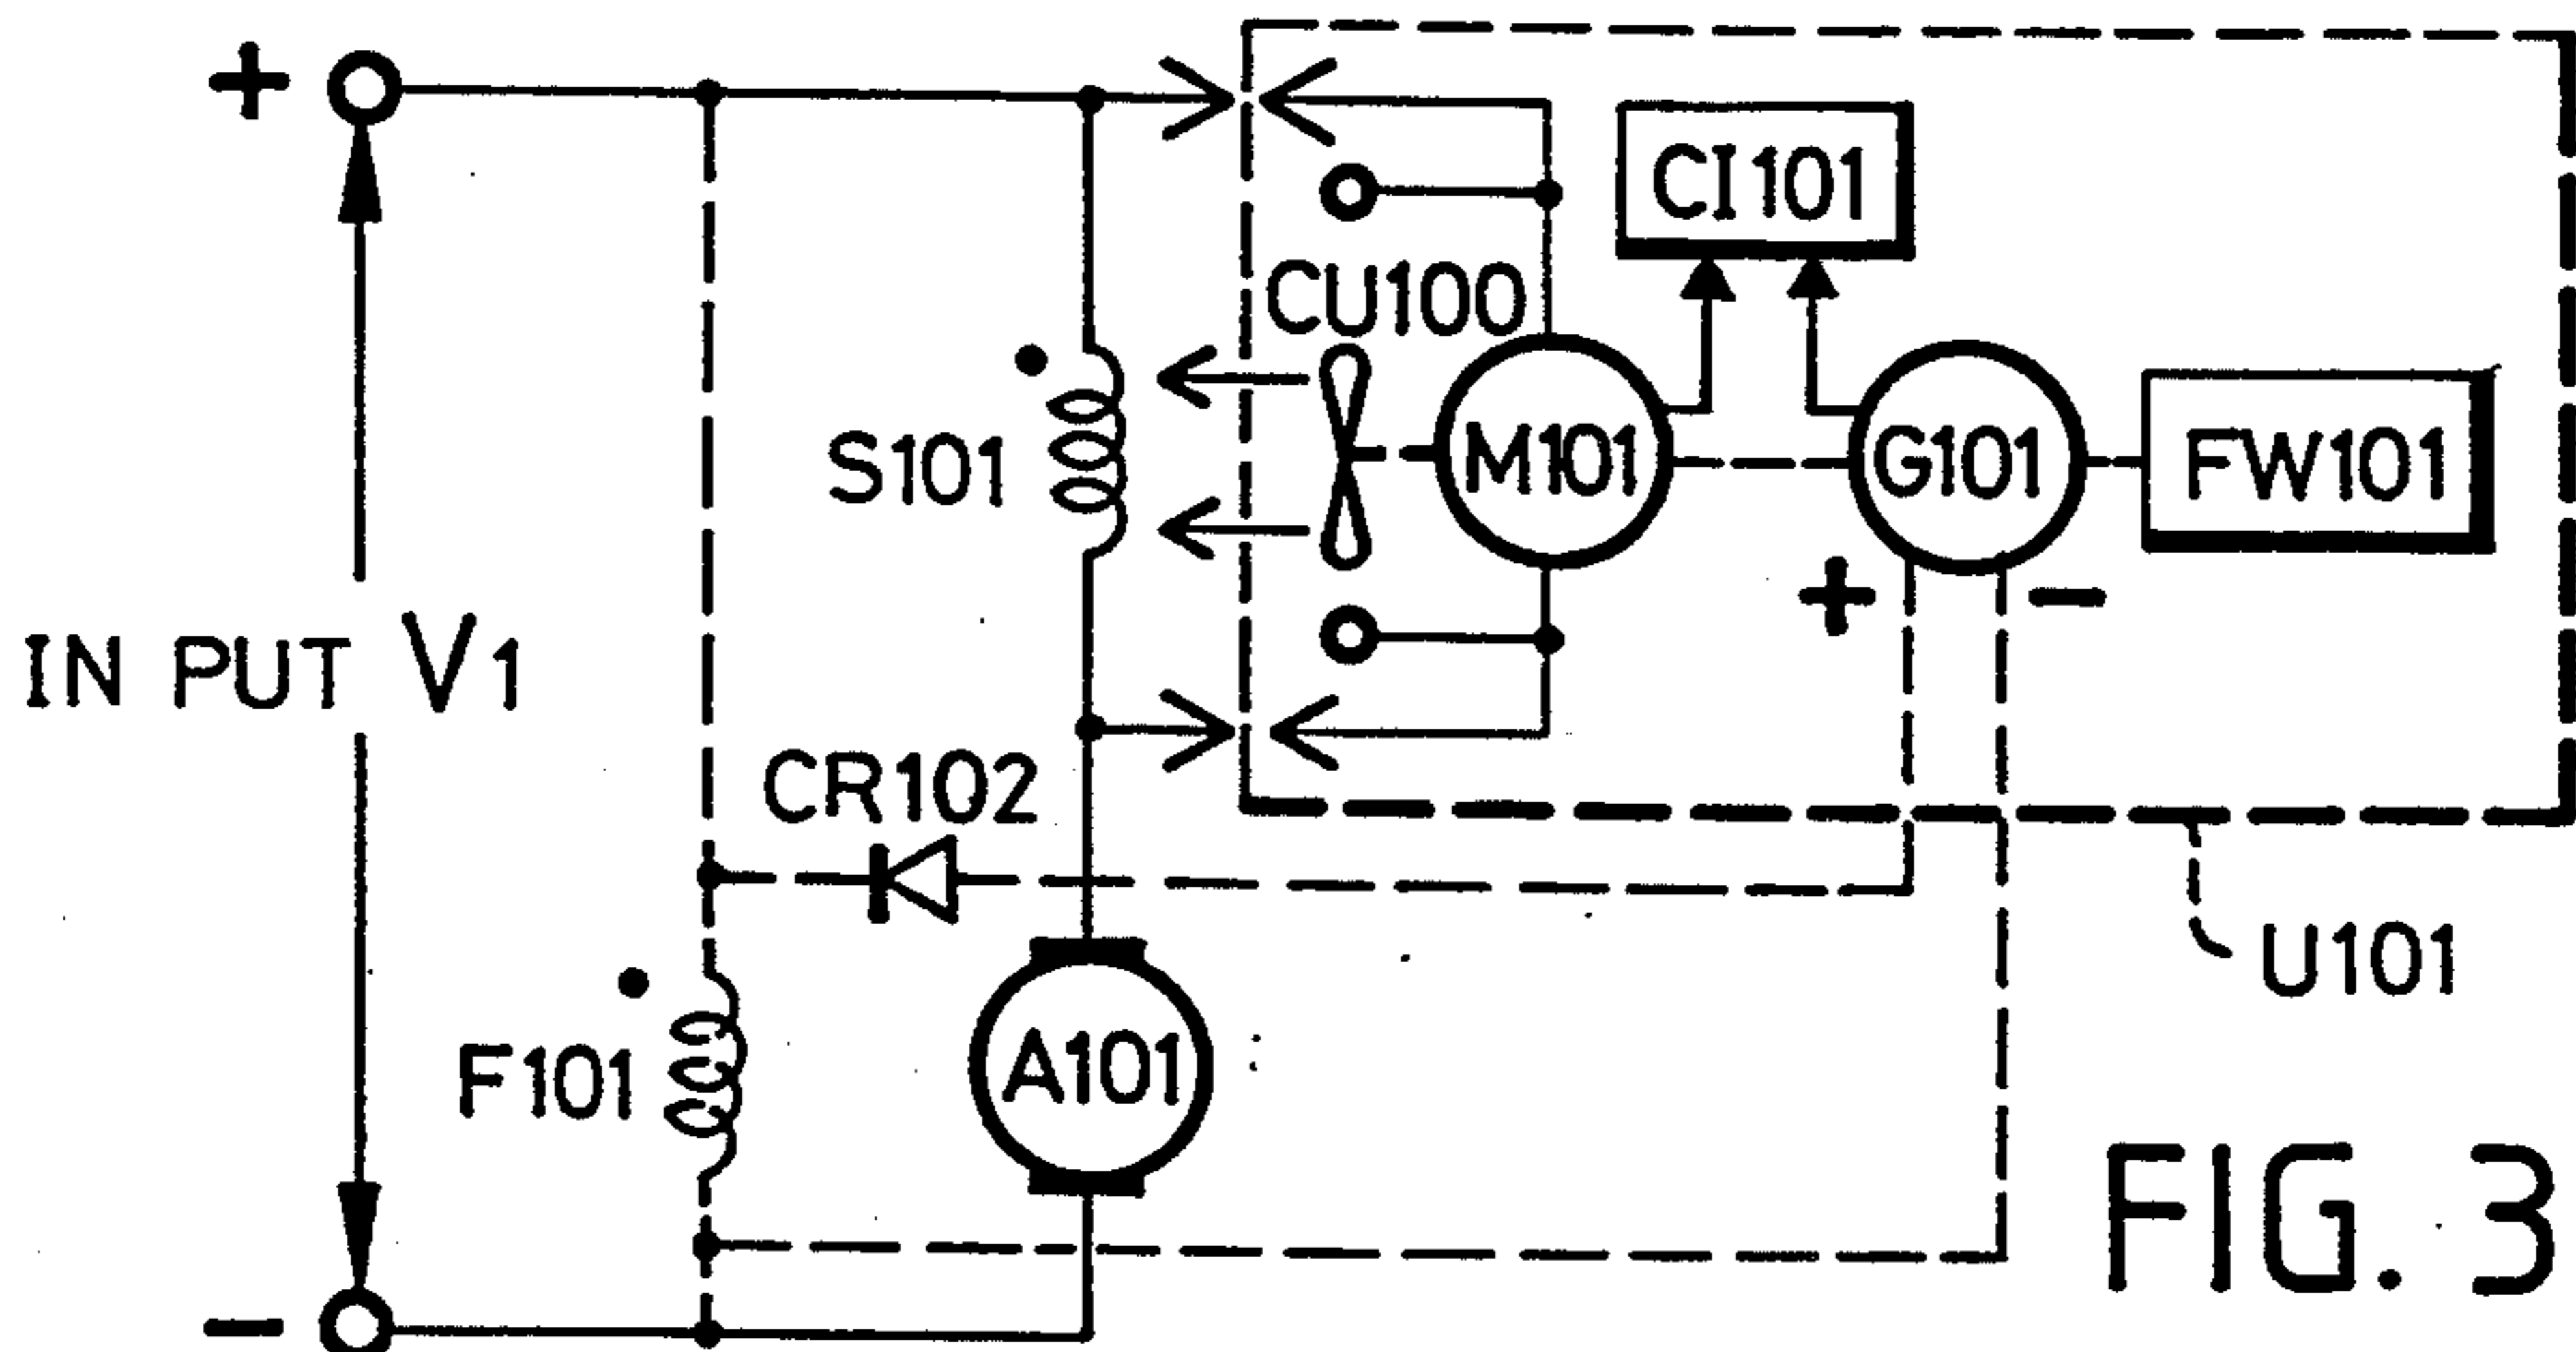 +
CI101
CU100
S101
M101
G101
FW101
+
-
IN PUT V1
CR102
U101
F101
A101
FIG. 3
-